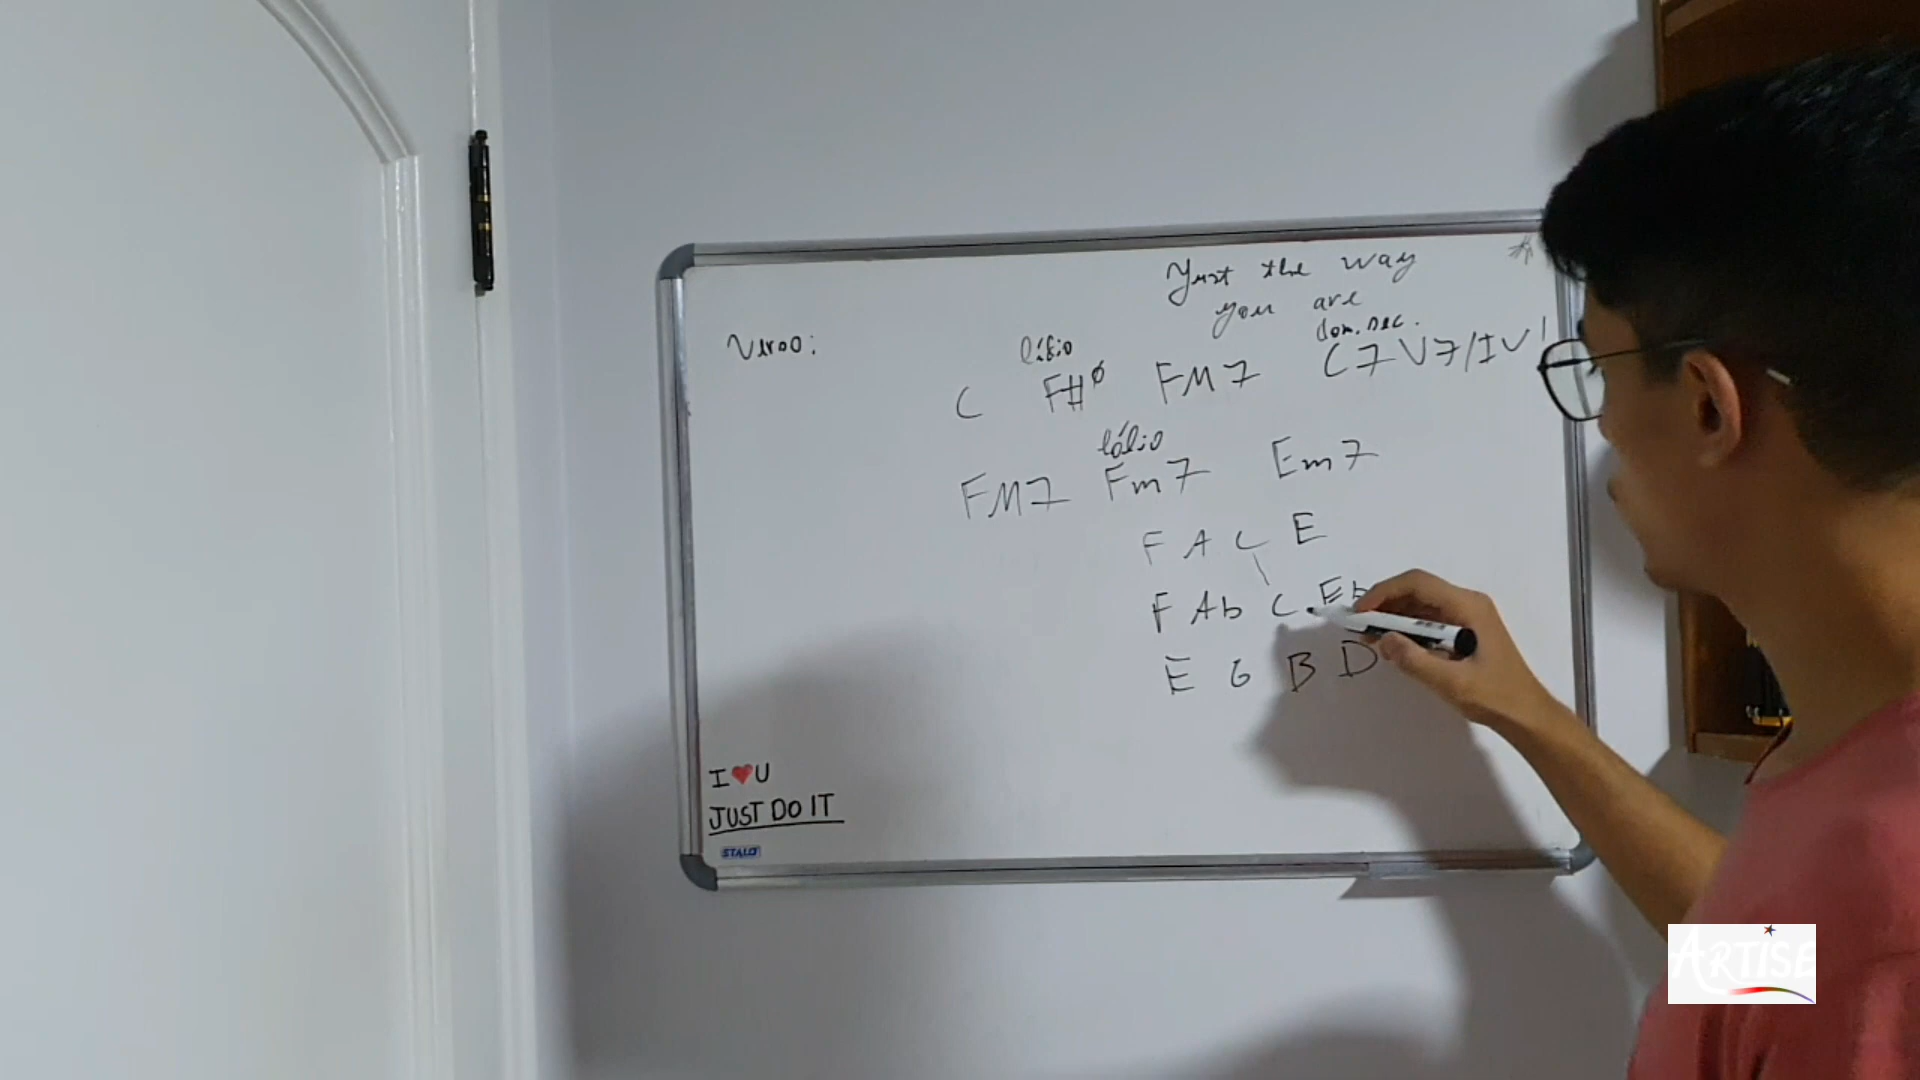 Just the way
you are
dom. sec.
Verso:
lídio
C F#ø FM7 C7 V7/IV
eólio
FM7 Fm7 Em7
F A C E
F Ab C Eb
E G B D
I ❤ U
JUST DO IT
STALO
ARTISE